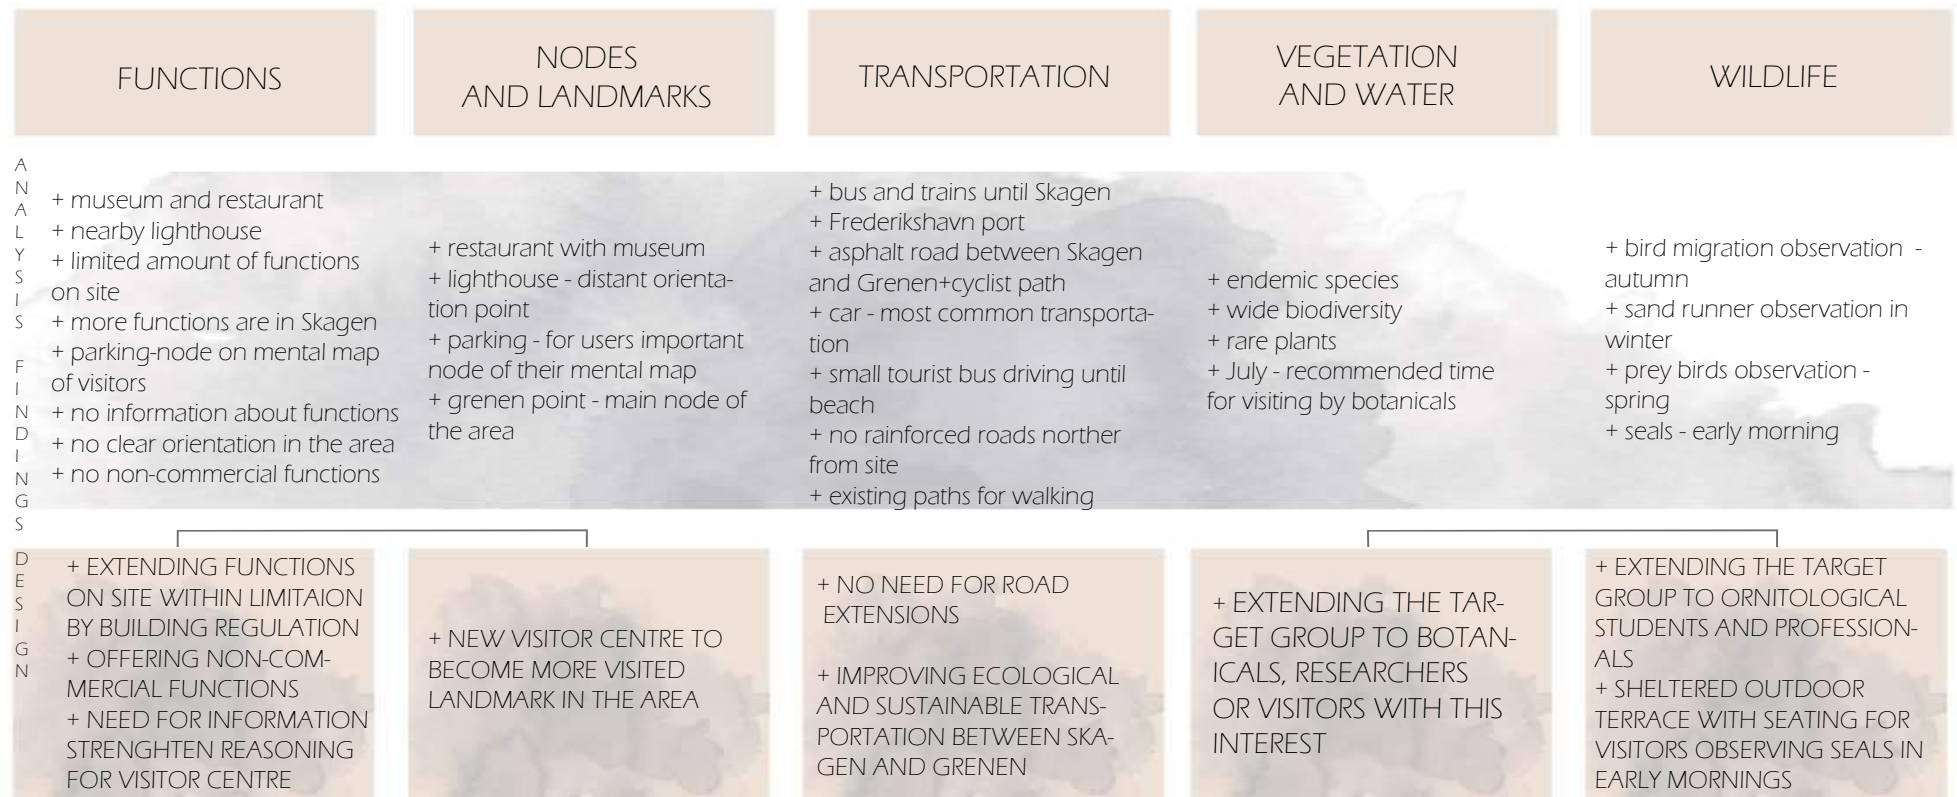 FUNCTIONS
NODES
AND LANDMARKS
TRANSPORTATION
VEGETATION
AND WATER
WILDLIFE
ANALYSIS FINDINGS
+ museum and restaurant
+ nearby lighthouse
+ limited amount of functions
on site
+ more functions are in Skagen
+ parking-node on mental map
of visitors
+ no information about functions
+ no clear orientation in the area
+ no non-commercial functions
+ restaurant with museum
+ lighthouse - distant orienta-
tion point
+ parking - for users important
node of their mental map
+ grenen point - main node of
the area
+ bus and trains until Skagen
+ Frederikshavn port
+ asphalt road between Skagen
and Grenen+cyclist path
+ car - most common transporta-
tion
+ small tourist bus driving until
beach
+ no rainforced roads norther
from site
+ existing paths for walking
+ endemic species
+ wide biodiversity
+ rare plants
+ July - recommended time
for visiting by botanicals
+ bird migration observation -
autumn
+ sand runner observation in
winter
+ prey birds observation -
spring
+ seals - early morning
DESIGN
+ EXTENDING FUNCTIONS
ON SITE WITHIN LIMITAION
BY BUILDING REGULATION
+ OFFERING NON-COM-
MERCIAL FUNCTIONS
+ NEED FOR INFORMATION
STRENGHTEN REASONING
FOR VISITOR CENTRE
+ NEW VISITOR CENTRE TO
BECOME MORE VISITED
LANDMARK IN THE AREA
+ NO NEED FOR ROAD
EXTENSIONS
+ IMPROVING ECOLOGICAL
AND SUSTAINABLE TRANS-
PORTATION BETWEEN SKA-
GEN AND GRENEN
+ EXTENDING THE TAR-
GET GROUP TO BOTAN-
ICALS, RESEARCHERS
OR VISITORS WITH THIS
INTEREST
+ EXTENDING THE TARGET
GROUP TO ORNITOLOGICAL
STUDENTS AND PROFESSION-
ALS
+ SHELTERED OUTDOOR
TERRACE WITH SEATING FOR
VISITORS OBSERVING SEALS IN
EARLY MORNINGS